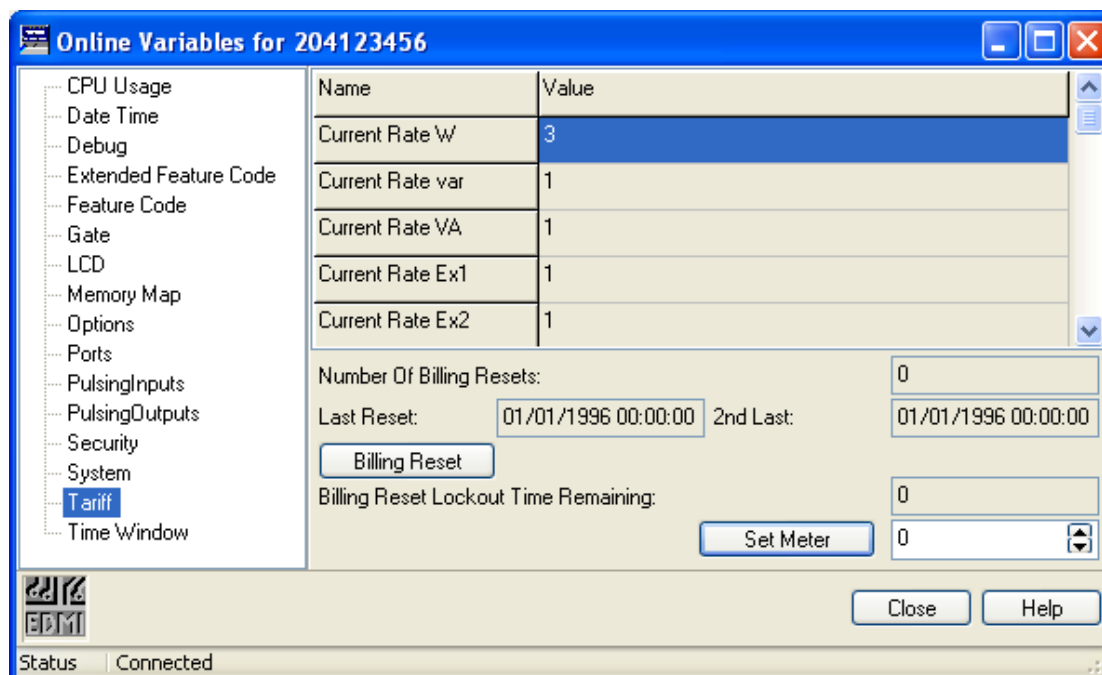 Online Variables for 204123456
CPU Usage
Date Time
Debug
Extended Feature Code
Feature Code
Gate
LCD
Memory Map
Options
Ports
PulsingInputs
PulsingOutputs
Security
System
Tariff
Time Window
Name Value
Current Rate W 3
Current Rate var 1
Current Rate VA 1
Current Rate Ex1 1
Current Rate Ex2 1
Number Of Billing Resets: 0
Last Reset: 01/01/1996 00:00:00 2nd Last: 01/01/1996 00:00:00
Billing Reset
Billing Reset Lockout Time Remaining: 0
Set Meter 0
EDMI
Close Help
Status Connected